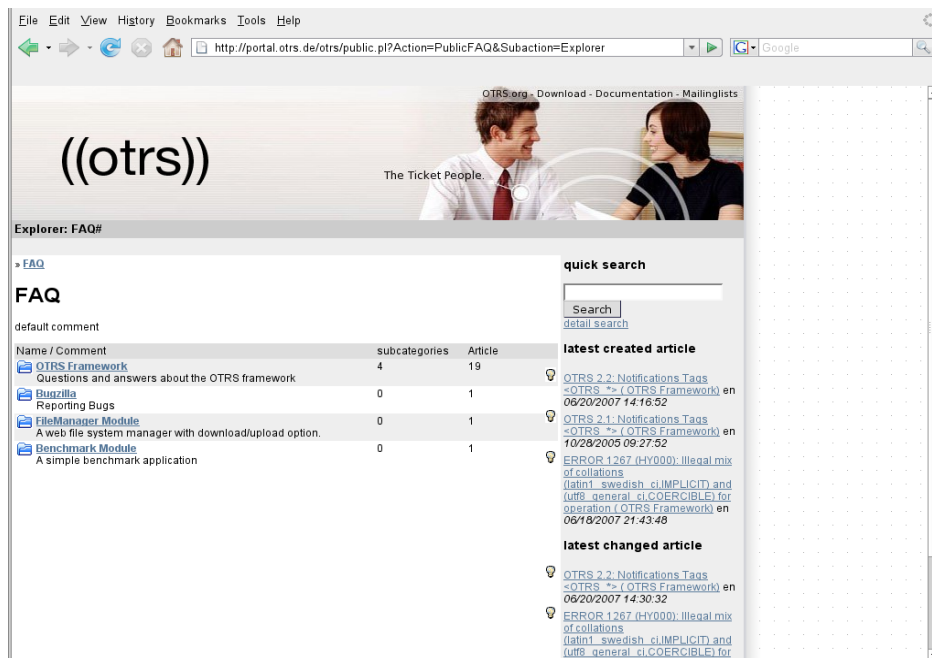 File Edit View History Bookmarks Tools Help
http://portal.otrs.de/otrs/public.pl?Action=PublicFAQ&Subaction=Explorer
G Google
OTRS.org - Download - Documentation - Mailinglists
((otrs))
The Ticket People.
Explorer: FAQ#
» FAQ
FAQ
default comment
Name / Comment subcategories Article
OTRS Framework 4 19
Questions and answers about the OTRS framework
Bugzilla 0 1
Reporting Bugs
FileManager Module 0 1
A web file system manager with download/upload option.
Benchmark Module 0 1
A simple benchmark application
quick search
Search
detail search
latest created article
OTRS 2.2: Notifications Tags
<OTRS_*> ( OTRS Framework) en
06/20/2007 14:16:52
OTRS 2.1: Notifications Tags
<OTRS_*> ( OTRS Framework) en
10/28/2005 09:27:52
ERROR 1267 (HY000): Illegal mix
of collations
(latin1_swedish_ci,IMPLICIT) and
(utf8_general_ci,COERCIBLE) for
operation ( OTRS Framework) en
06/18/2007 21:43:48
latest changed article
OTRS 2.2: Notifications Tags
<OTRS_*> ( OTRS Framework) en
06/20/2007 14:30:32
ERROR 1267 (HY000): Illegal mix
of collations
(latin1_swedish_ci,IMPLICIT) and
(utf8_general_ci,COERCIBLE) for